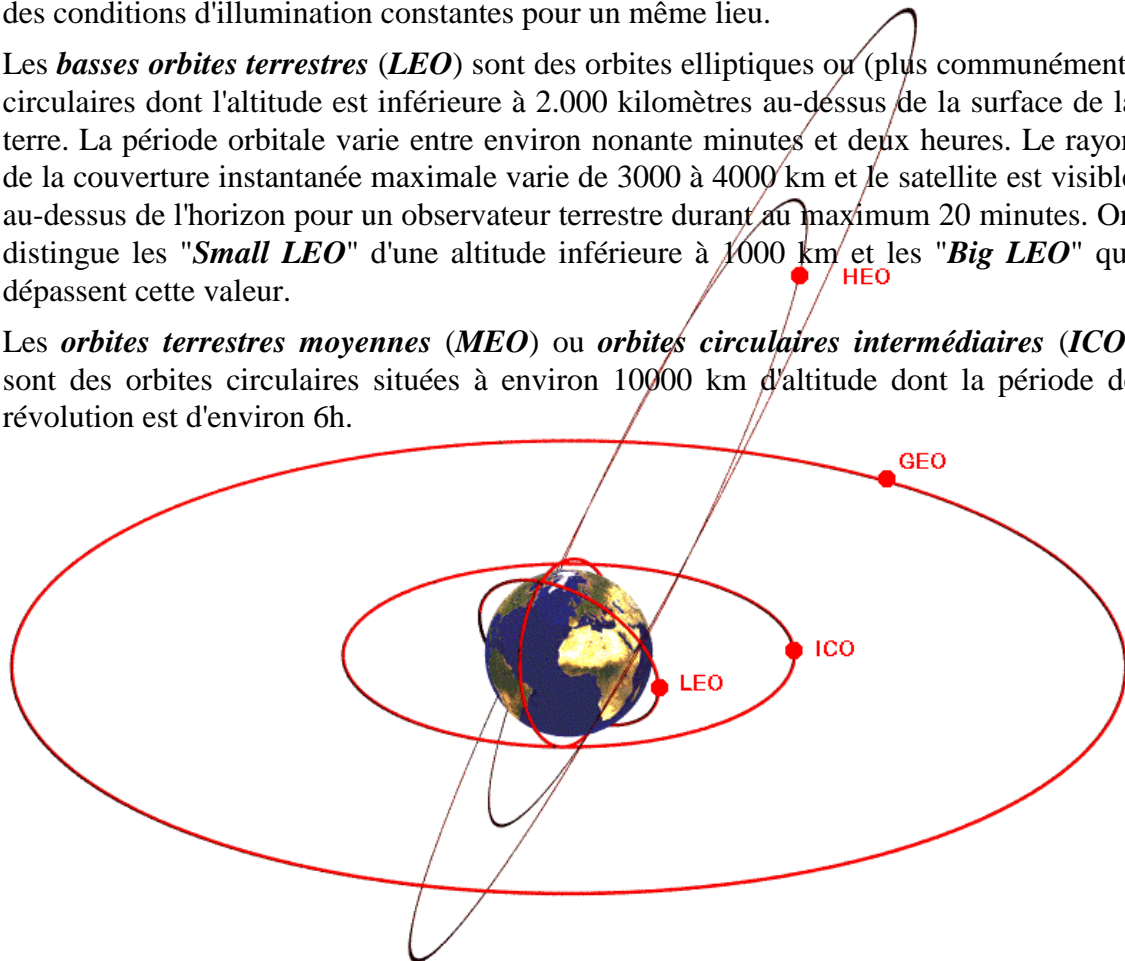 des conditions d'illumination constantes pour un même lieu.
Les basses orbites terrestres (LEO) sont des orbites elliptiques ou (plus communément
circulaires dont l'altitude est inférieure à 2.000 kilomètres au-dessus de la surface de la
terre. La période orbitale varie entre environ nonante minutes et deux heures. Le rayon
de la couverture instantanée maximale varie de 3000 à 4000 km et le satellite est visible
au-dessus de l'horizon pour un observateur terrestre durant au maximum 20 minutes. On
distingue les "Small LEO" d'une altitude inférieure à 1000 km et les "Big LEO" qui
dépassent cette valeur.
HEO
Les orbites terrestres moyennes (MEO) ou orbites circulaires intermédiaires (ICO)
sont des orbites circulaires situées à environ 10000 km d'altitude dont la période de
révolution est d'environ 6h.
GEO
ICO
LEO